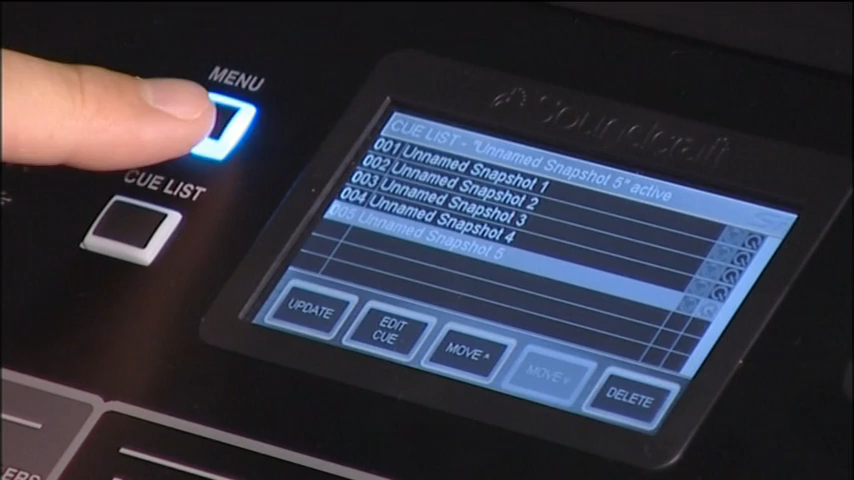 MENU
CUE LIST
Soundcraft
CUE LIST - "Unnamed Snapshot 5" active
001 Unnamed Snapshot 1
002 Unnamed Snapshot 2
003 Unnamed Snapshot 3
004 Unnamed Snapshot 4
005 Unnamed Snapshot 5
UPDATE
EDIT
CUE
MOVE ^
MOVE v
DELETE